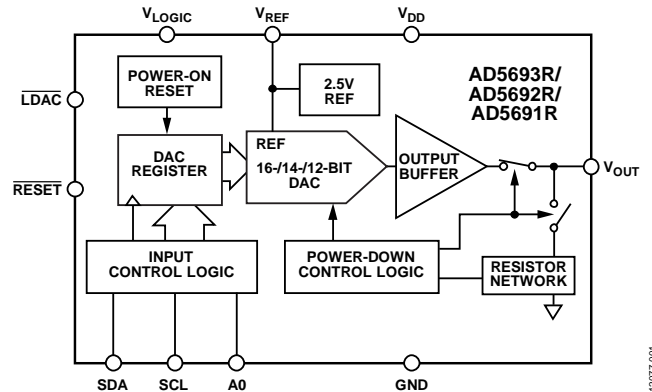 VLOGIC
VREF
VDD
POWER-ON
RESET
2.5V
REF
AD5693R/
AD5692R/
AD5691R
LDAC
DAC
REGISTER
REF
16-/14-/12-BIT
DAC
OUTPUT
BUFFER
VOUT
RESET
INPUT
CONTROL LOGIC
POWER-DOWN
CONTROL LOGIC
RESISTOR
NETWORK
SDA
SCL
A0
GND
12077-001